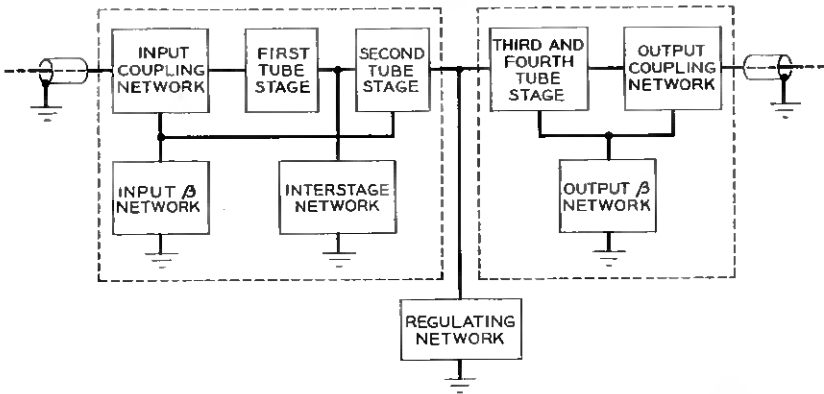 INPUT
COUPLING
NETWORK
FIRST
TUBE
STAGE
SECOND
TUBE
STAGE
THIRD AND
FOURTH
TUBE
STAGE
OUTPUT
COUPLING
NETWORK
INPUT β
NETWORK
INTERSTAGE
NETWORK
OUTPUT β
NETWORK
REGULATING
NETWORK